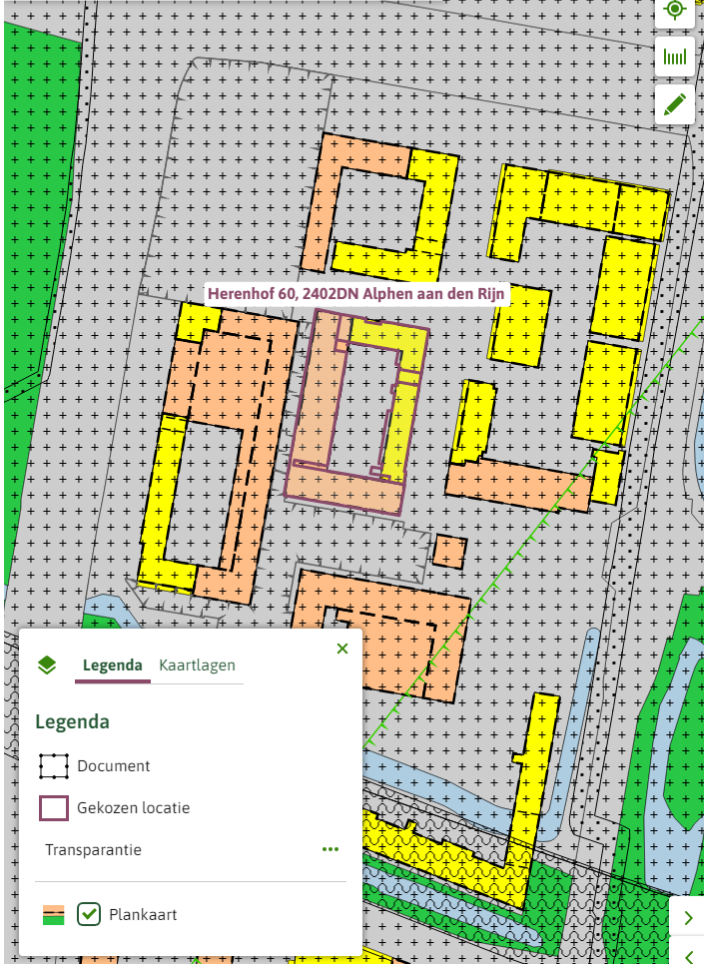 Herenhof 60, 2402DN Alphen aan den Rijn
Legenda Kaartlagen
Legenda
Document
Gekozen locatie
Transparantie
Plankaart